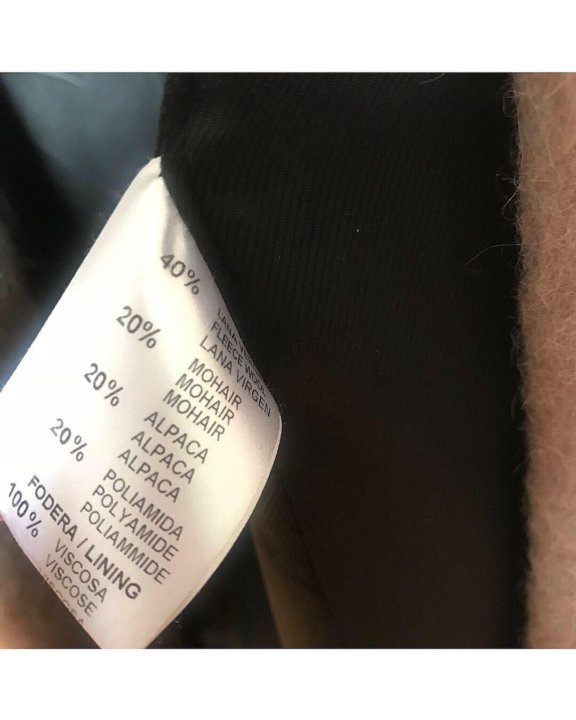 40% LANA
FLEECE WOOL
LANA VIRGEN
20% MOHAIR
MOHAIR
MOHAIR
20% ALPACA
ALPACA
ALPACA
20% POLIAMIDA
POLYAMIDE
POLIAMMIDE
FODERA / LINING
100% VISCOSA
VISCOSE